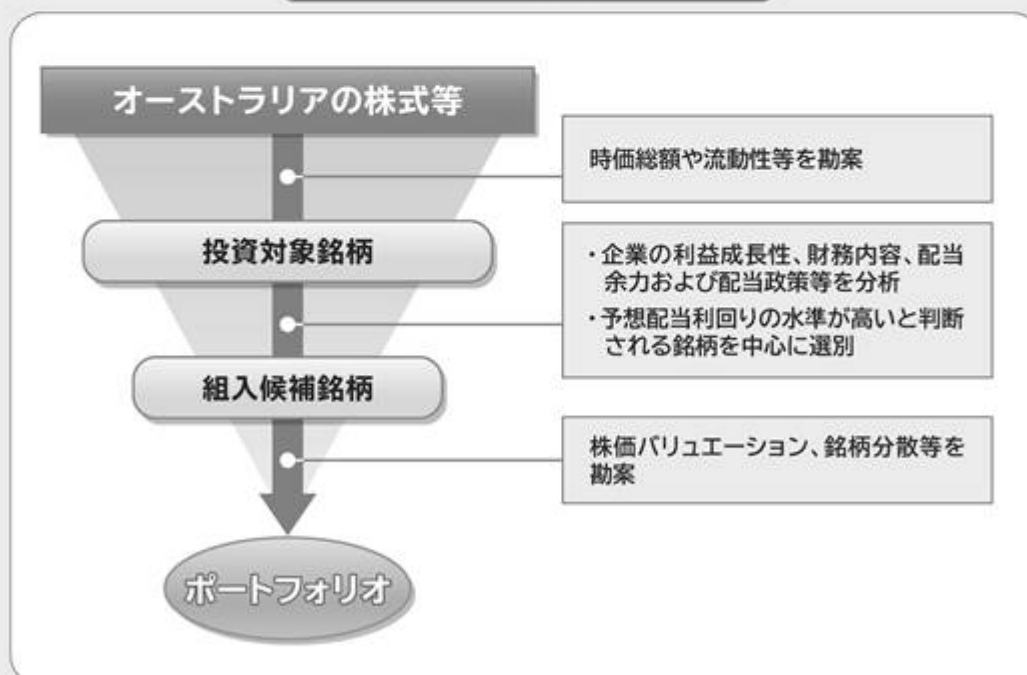 オーストラリアの株式等
時価総額や流動性等を勘案
投資対象銘柄
・企業の利益成長性、財務内容、配当
余力および配当政策等を分析
・予想配当利回りの水準が高いと判断
される銘柄を中心に選別
組入候補銘柄
株価バリュエーション、銘柄分散等を
勘案
ポートフォリオ